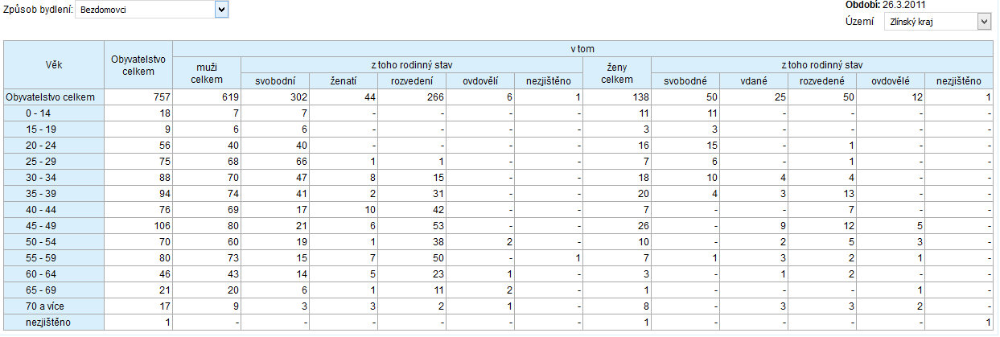 Způsob bydlení: Bezdomovci
Období: 26.3.2011
Území Zlínský kraj
Věk Obyvatelstvo celkem v tom
muži celkem z toho rodinný stav ženy celkem z toho rodinný stav
svobodní ženatí rozvedení ovdovělí nezjištěno svobodné vdané rozvedené ovdovělé nezjištěno
Obyvatelstvo celkem 757 619 302 44 266 6 1 138 50 25 50 12 1
0 - 14 18 7 7 - - - - 11 11 - - - -
15 - 19 9 6 6 - - - - 3 3 - - - -
20 - 24 56 40 40 - - - - 16 15 - 1 - -
25 - 29 75 68 66 1 1 - - 7 6 - 1 - -
30 - 34 88 70 47 8 15 - - 18 10 4 4 - -
35 - 39 94 74 41 2 31 - - 20 4 3 13 - -
40 - 44 76 69 17 10 42 - - 7 - - 7 - -
45 - 49 106 80 21 6 53 - - 26 - 9 12 5 -
50 - 54 70 60 19 1 38 2 - 10 - 2 5 3 -
55 - 59 80 73 15 7 50 - 1 7 1 3 2 1 -
60 - 64 46 43 14 5 23 1 - 3 - 1 2 - -
65 - 69 21 20 6 1 11 2 - 1 - - - 1 -
70 a více 17 9 3 3 2 1 - 8 - 3 3 2 -
nezjištěno 1 - - - - - - 1 - - - - 1